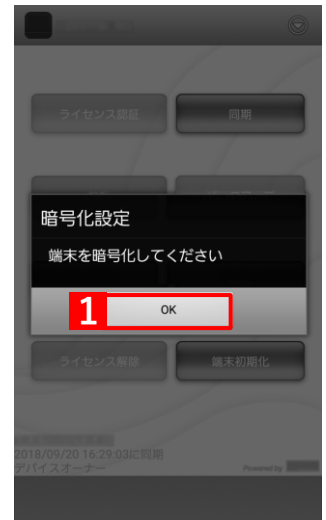 ライセンス認証
同期
暗号化設定
端末を暗号化してください
1
OK
ライセンス解除
端末初期化
2018/09/20 16:29:03に同期
デバイスオーナー
Powered by